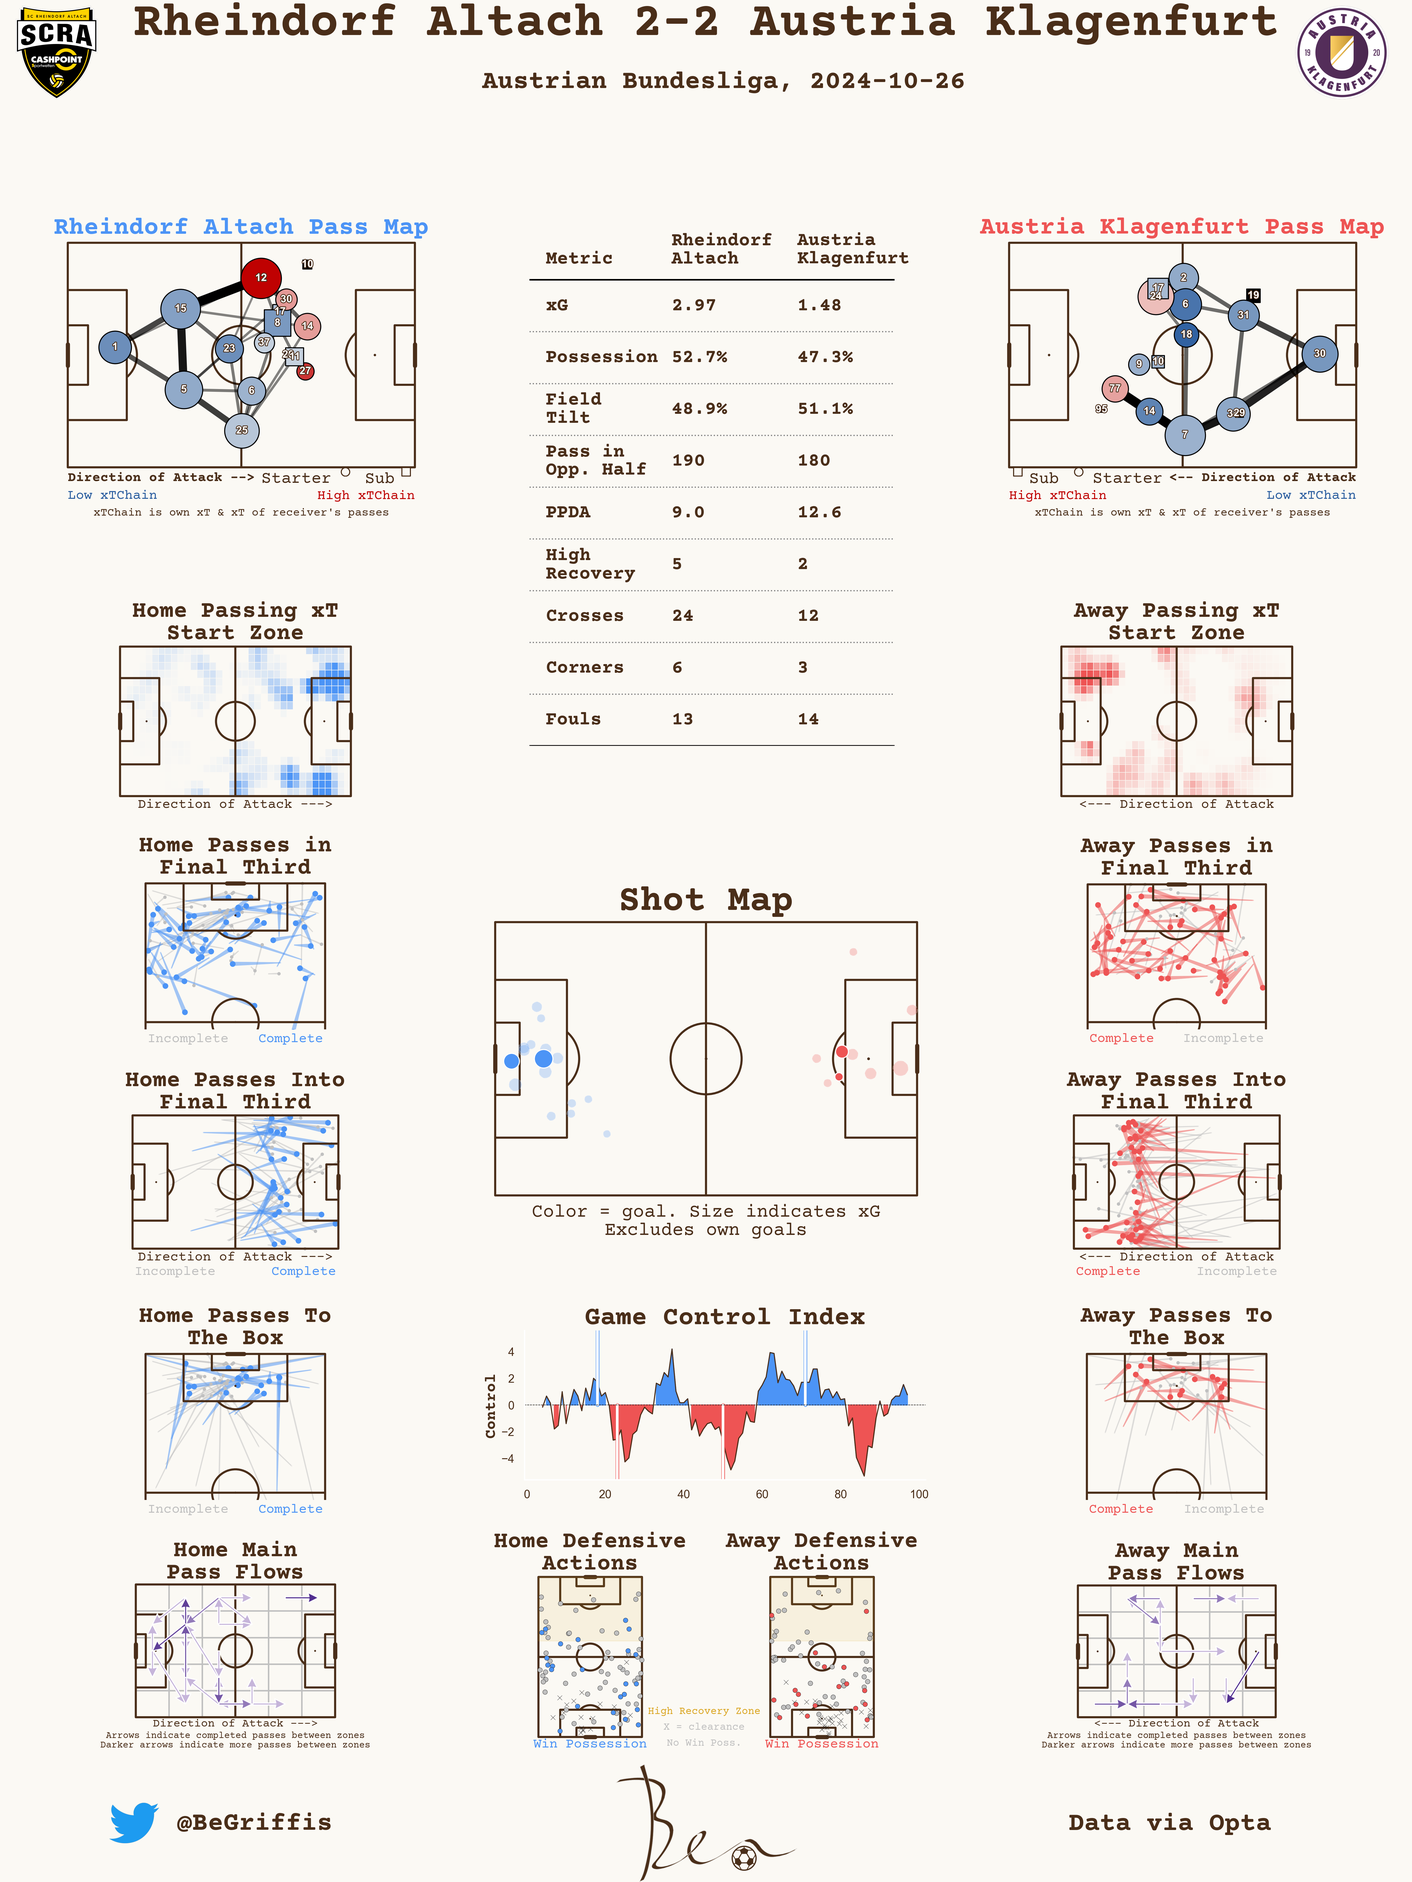 Rheindorf Altach 2-2 Austria Klagenfurt
Austrian Bundesliga, 2024-10-26
SC RHEINDORF ALTACH
SCRA
CASHPOINT
AUSTRIA
19 20
KLAGENFURT
Rheindorf Altach Pass Map
12
10
30
15
17
8
14
1
23
37
11
27
5
6
25
Direction of Attack --> Starter Sub
Low xTChain High xTChain
xTChain is own xT & xT of receiver's passes
Metric Rheindorf Altach Austria Klagenfurt
xG 2.97 1.48
Possession 52.7% 47.3%
Field Tilt 48.9% 51.1%
Pass in Opp. Half 190 180
PPDA 9.0 12.6
High Recovery 5 2
Crosses 24 12
Corners 6 3
Fouls 13 14
Austria Klagenfurt Pass Map
2
17
24
6
19
31
18
30
9
10
77
95
14
29
7
Sub Starter <-- Direction of Attack
High xTChain Low xTChain
xTChain is own xT & xT of receiver's passes
Home Passing xT
Start Zone
Direction of Attack --->
Away Passing xT
Start Zone
<--- Direction of Attack
Home Passes in
Final Third
Incomplete Complete
Away Passes in
Final Third
Complete Incomplete
Shot Map
Color = goal. Size indicates xG
Excludes own goals
Home Passes Into
Final Third
Direction of Attack --->
Incomplete Complete
Away Passes Into
Final Third
<--- Direction of Attack
Complete Incomplete
Home Passes To
The Box
Incomplete Complete
Game Control Index
Control
4
2
0
−2
−4
0 20 40 60 80 100
Away Passes To
The Box
Complete Incomplete
Home Main
Pass Flows
Direction of Attack --->
Arrows indicate completed passes between zones
Darker arrows indicate more passes between zones
Home Defensive
Actions
Win Possession
Away Defensive
Actions
Win Possession
High Recovery Zone
X = clearance
No Win Poss.
Away Main
Pass Flows
<--- Direction of Attack
Arrows indicate completed passes between zones
Darker arrows indicate more passes between zones
@BeGriffis
Ben
Data via Opta